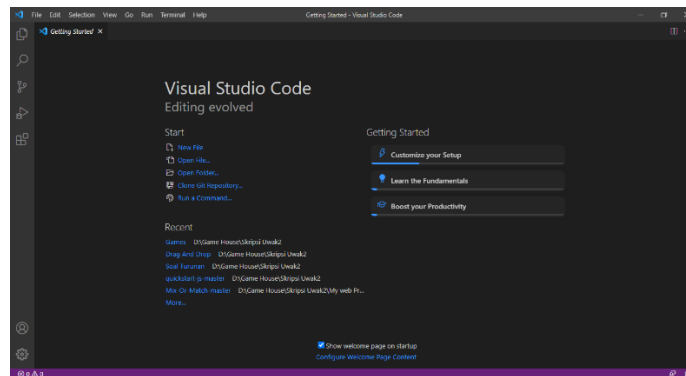 File Edit Selection View Go Run Terminal Help Getting Started - Visual Studio Code
Getting Started
Visual Studio Code
Editing evolved
Start
New File
Open File...
Open Folder...
Clone Git Repository...
Run a Command...
Getting Started
Customize your Setup
Learn the Fundamentals
Boost your Productivity
Recent
Games D:\Game House\Skripsi Uwak2
Drag And Drop D:\Game House\Skripsi Uwak2
Soal Turunan D:\Game House\Skripsi Uwak2
quickstart-js-master D:\Game House\Skripsi Uwak2
Mix-Or-Match-master D:\Game House\Skripsi Uwak2\My web Pr...
More...
Show welcome page on startup
Configure Welcome Page Content
0 0